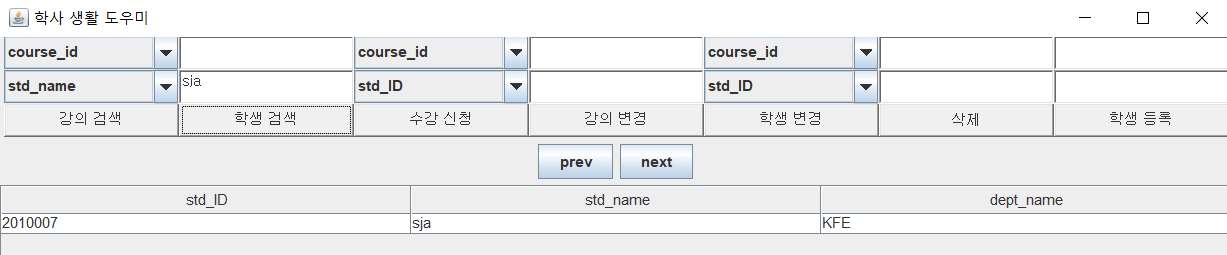 학사 생활 도우미
course_id course_id course_id
std_name sja std_ID std_ID
강의 검색 학생 검색 수강 신청 강의 변경 학생 변경 삭제 학생 등록
prev next
std_ID std_name dept_name
2010007 sja KFE